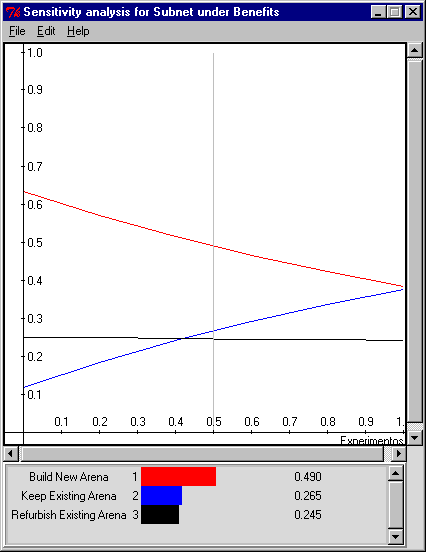 Sensitivity analysis for Subnet under Benefits
File Edit Help
1.0
0.9
0.8
0.7
0.6
0.5
0.4
0.3
0.2
0.1
0.1 0.2 0.3 0.4 0.5 0.6 0.7 0.8 0.9 1.
Experimentos
Build New Arena 1 0.490
Keep Existing Arena 2 0.265
Refurbish Existing Arena 3 0.245